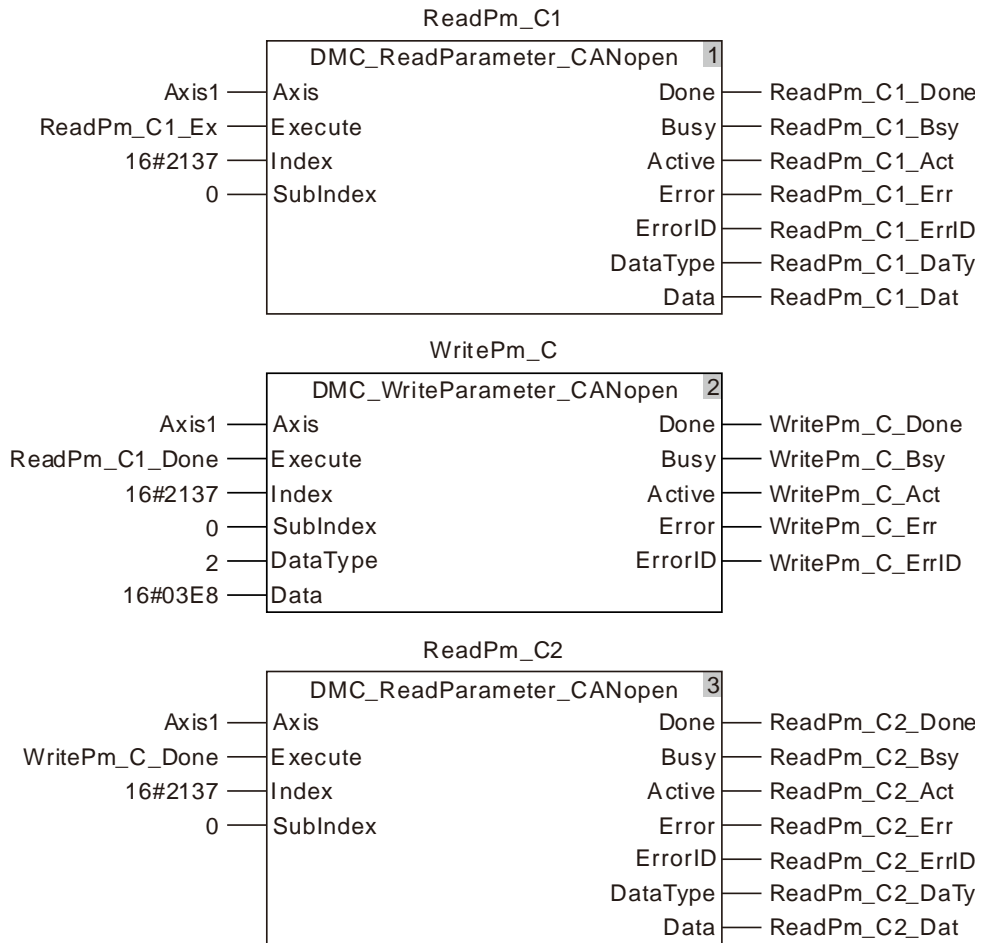 ReadPm_C1
DMC_ReadParameter_CANopen 1
Axis1 Axis Done ReadPm_C1_Done
ReadPm_C1_Ex Execute Busy ReadPm_C1_Bsy
16#2137 Index Active ReadPm_C1_Act
0 SubIndex Error ReadPm_C1_Err
ErrorID ReadPm_C1_ErrID
DataType ReadPm_C1_DaTy
Data ReadPm_C1_Dat
WritePm_C
DMC_WriteParameter_CANopen 2
Axis1 Axis Done WritePm_C_Done
ReadPm_C1_Done Execute Busy WritePm_C_Bsy
16#2137 Index Active WritePm_C_Act
0 SubIndex Error WritePm_C_Err
2 DataType ErrorID WritePm_C_ErrID
16#03E8 Data
ReadPm_C2
DMC_ReadParameter_CANopen 3
Axis1 Axis Done ReadPm_C2_Done
WritePm_C_Done Execute Busy ReadPm_C2_Bsy
16#2137 Index Active ReadPm_C2_Act
0 SubIndex Error ReadPm_C2_Err
ErrorID ReadPm_C2_ErrID
DataType ReadPm_C2_DaTy
Data ReadPm_C2_Dat